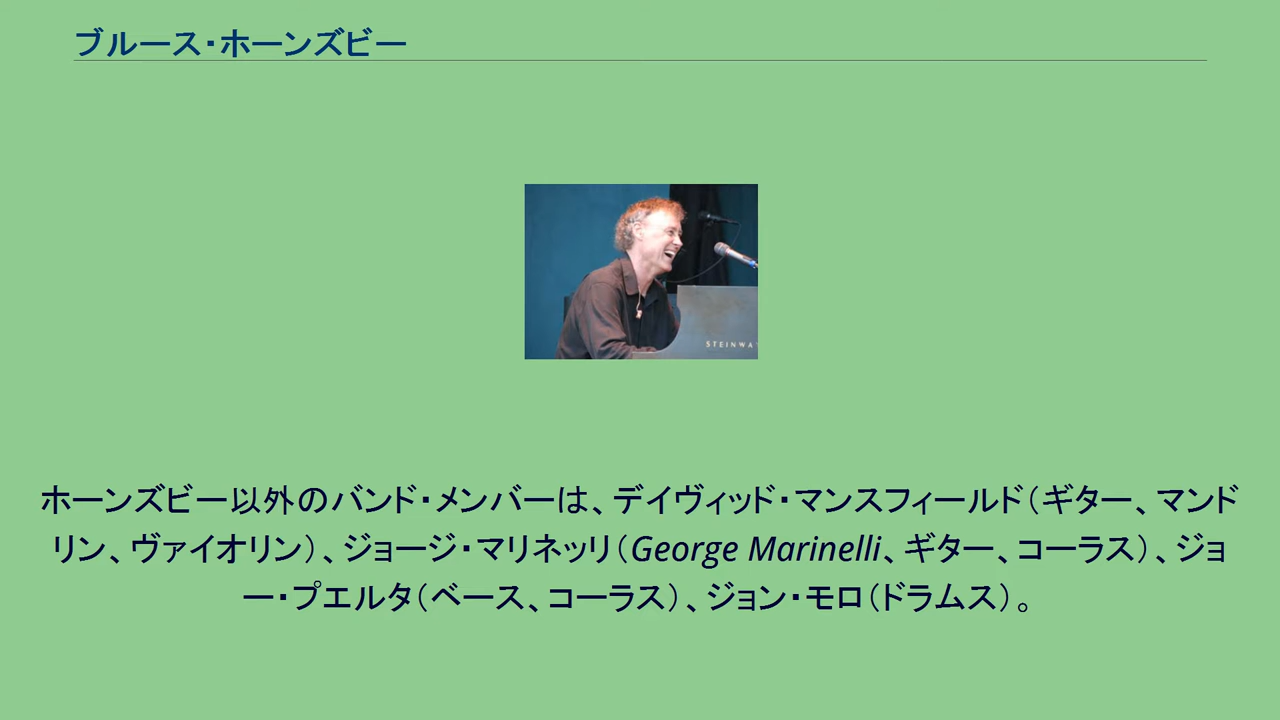 ブルース・ホーンズビー
STEINWA
ホーンズビー以外のバンド・メンバーは、デイヴィッド・マンスフィールド（ギター、マンド
リン、ヴァイオリン）、ジョージ・マリネッリ（George Marinelli、ギター、コーラス）、ジョ
ー・プエルタ（ベース、コーラス）、ジョン・モロ（ドラムス）。